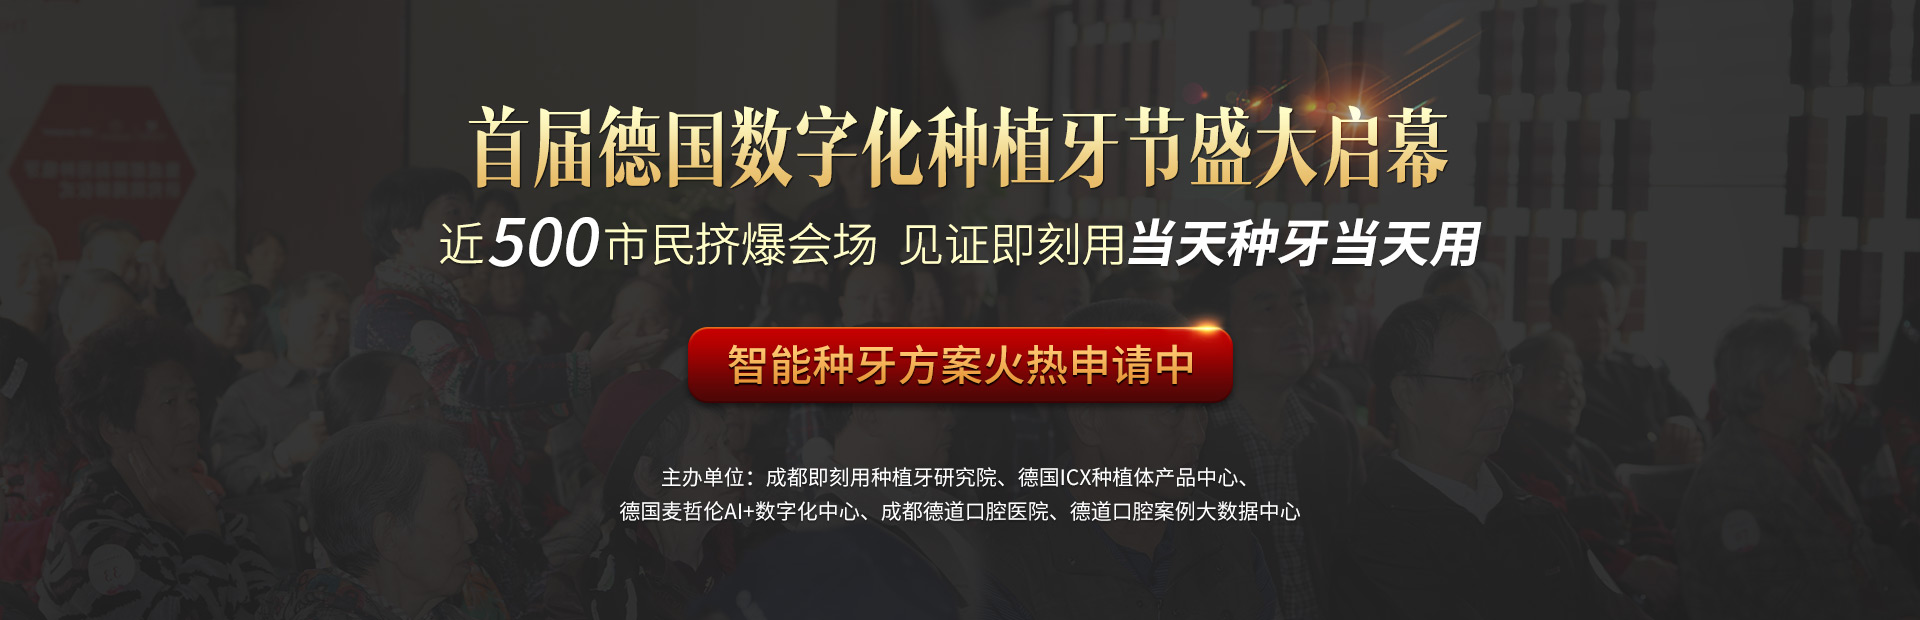 首届德国数字化种植牙节盛大启幕
近500市民挤爆会场 见证即刻用当天种牙当天用
智能种牙方案火热申请中
主办单位：成都即刻用种植牙研究院、德国ICX种植体产品中心、
德国麦哲伦AI+数字化中心、成都德道口腔医院、德道口腔案例大数据中心